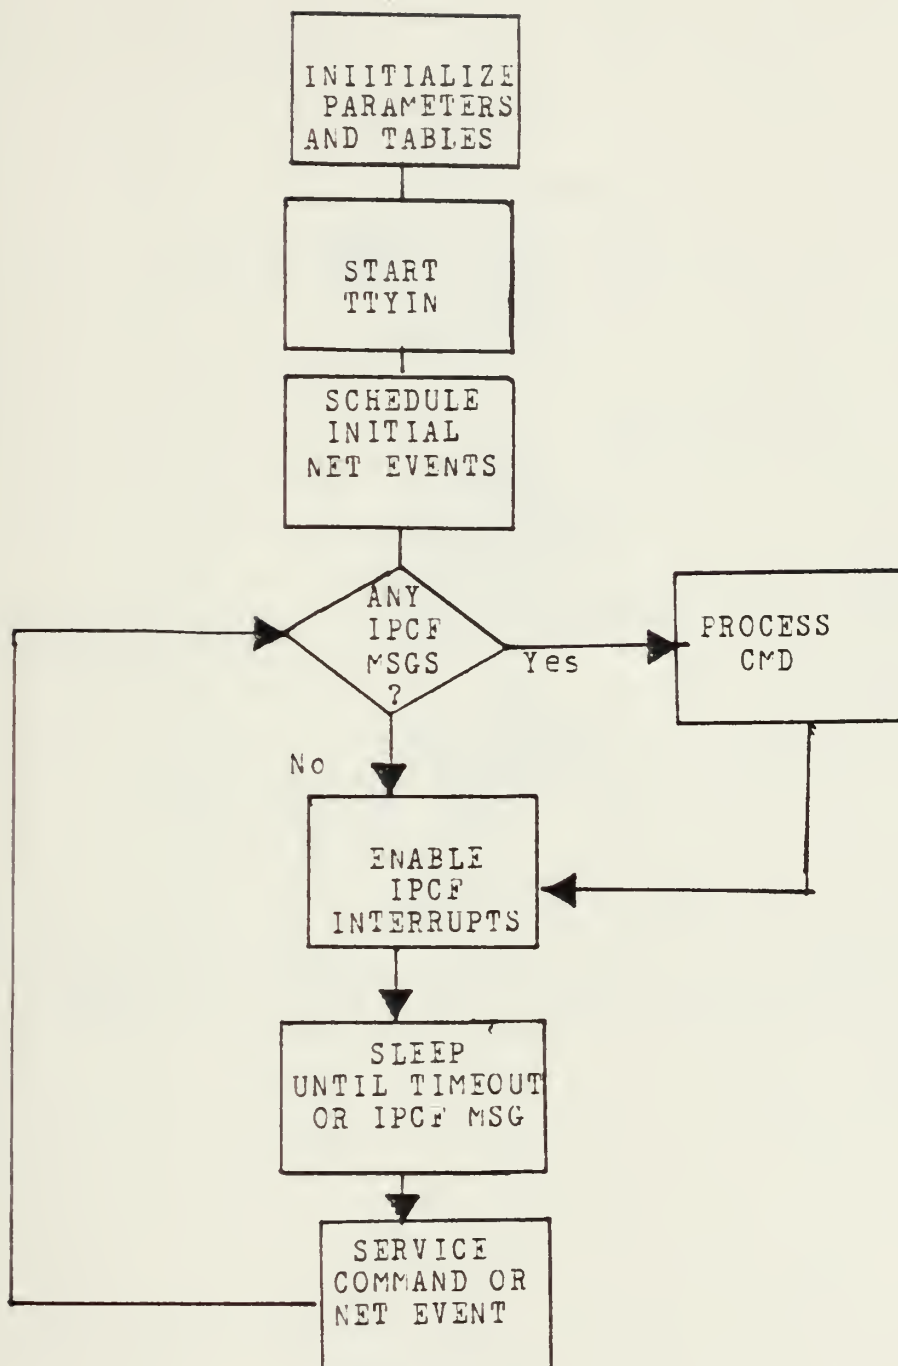 INIITIALIZE
PARAMETERS
AND TABLES
START
TTYIN
SCHEDULE
INITIAL
NET EVENTS
ANY
IPCF
MSGS
?
Yes
PROCESS
CMD
No
ENABLE
IPCF
INTERRUPTS
SLEEP
UNTIL TIMEOUT
OR IPCF MSG
SERVICE
COMMAND OR
NET EVENT